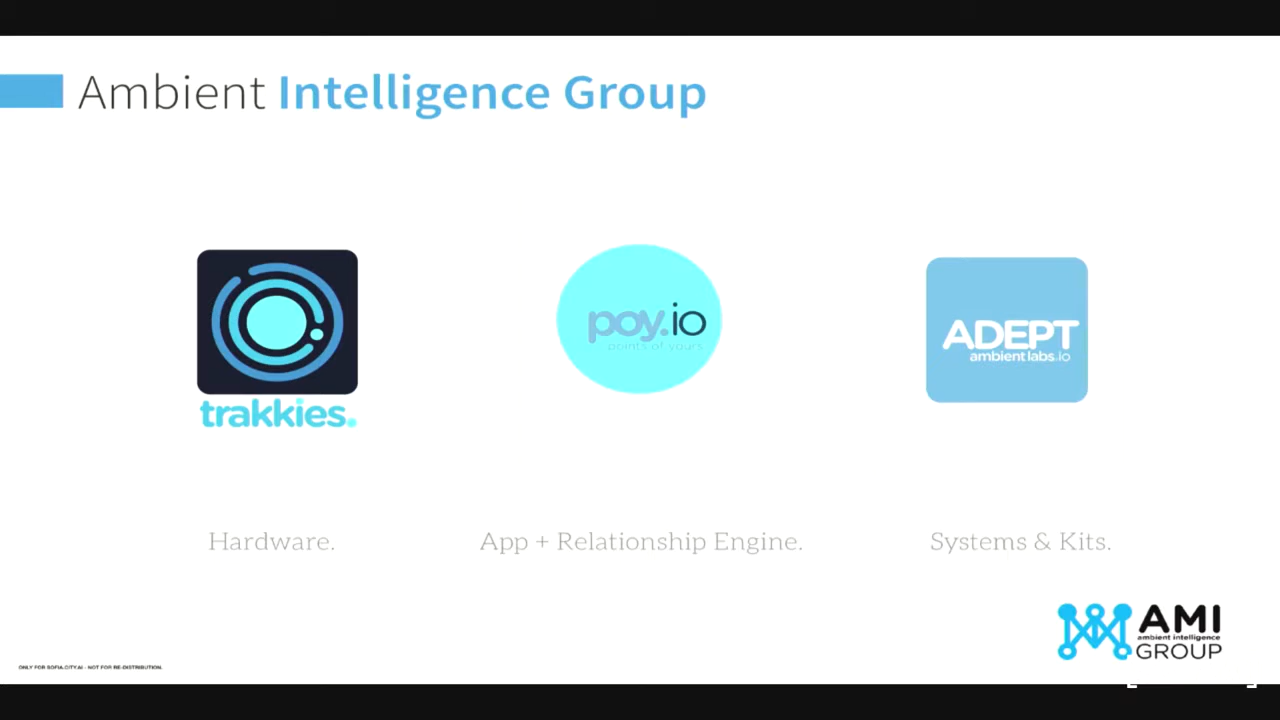 Ambient Intelligence Group
poy.io
points of yours
ADEPT
ambient labs.io
trakkies.
Hardware.
App + Relationship Engine.
Systems & Kits.
AMI
ambient intelligence
GROUP
ONLY FOR SOFIA.CITY.AI - NOT FOR RE-DISTRIBUTION.